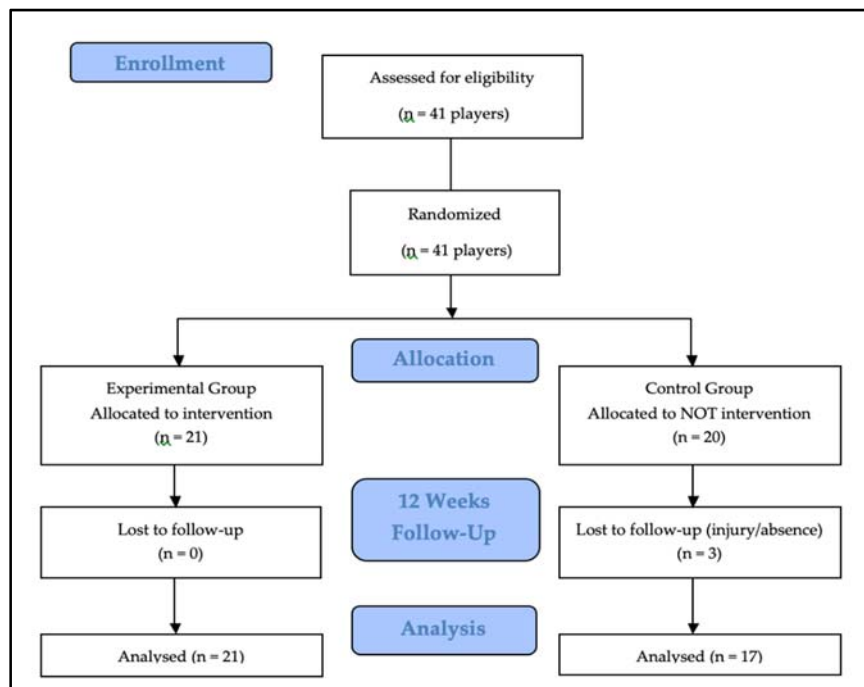 Enrollment
Assessed for eligibility
(n = 41 players)
Randomized
(n = 41 players)
Allocation
Experimental Group
Allocated to intervention
(n = 21)
Control Group
Allocated to NOT intervention
(n = 20)
12 Weeks
Follow-Up
Lost to follow-up
(n = 0)
Lost to follow-up (injury/absence)
(n = 3)
Analysis
Analysed (n = 21)
Analysed (n = 17)